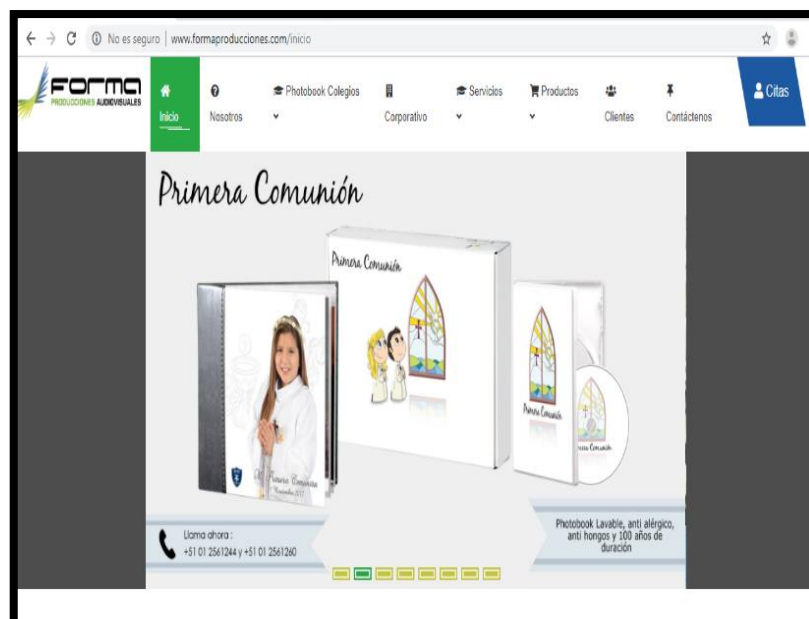 No es seguro | www.formaproducciones.com/inicio
FORMA
PRODUCCIONES AUDIOVISUALES
Inicio
Nosotros
Photobook Colegios
Corporativo
Servicios
Productos
Clientes
Contáctenos
Citas
Primera Comunión
Primera Comunión
Primera Comunión
Primera Comunión
Llama ahora :
+51 01 2561244 y +51 01 2561260
Photobook Lavable, anti alérgico,
anti hongos y 100 años de
duración